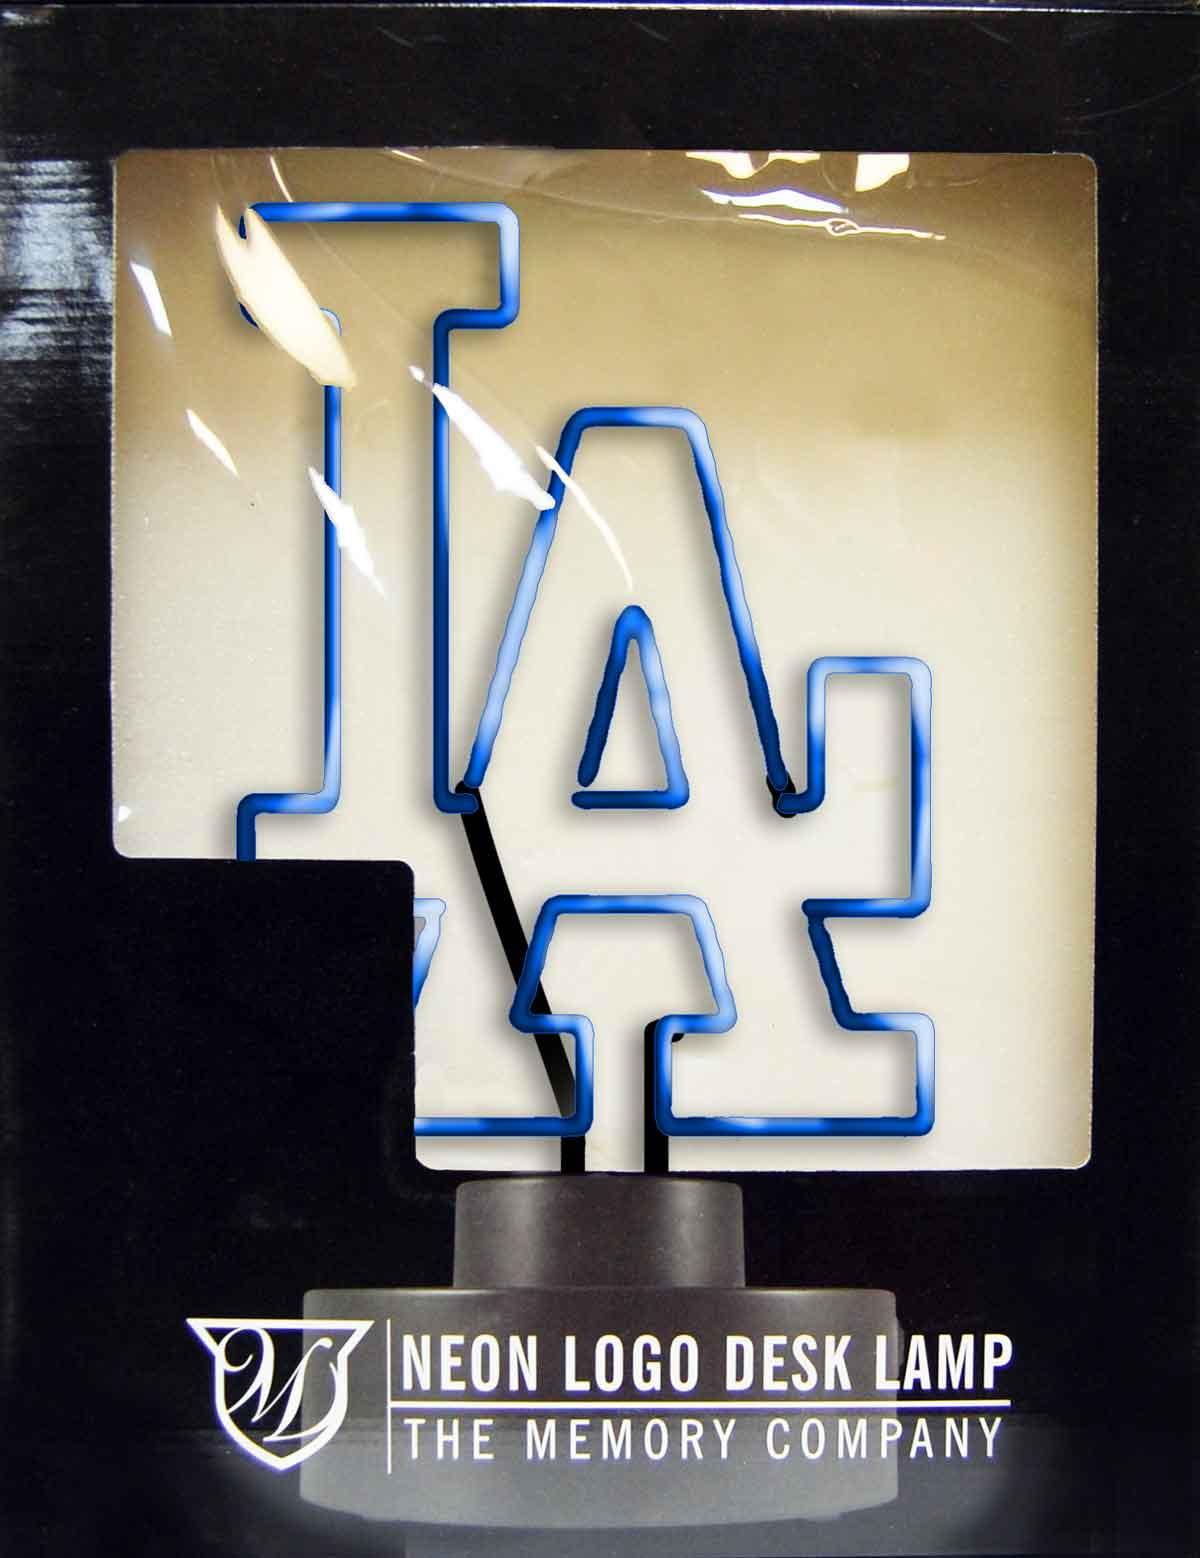 LA
NEON LOGO DESK LAMP
M
THE MEMORY COMPANY